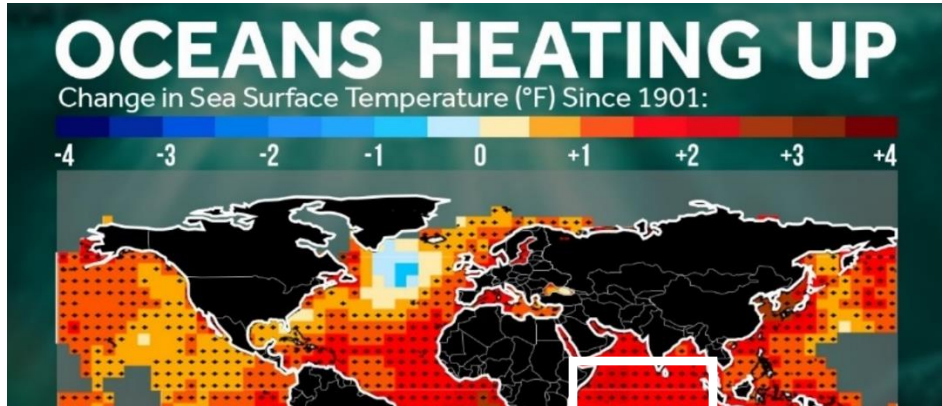 OCEANS HEATING UP
Change in Sea Surface Temperature (°F) Since 1901:
-4 -3 -2 -1 0 +1 +2 +3 +4